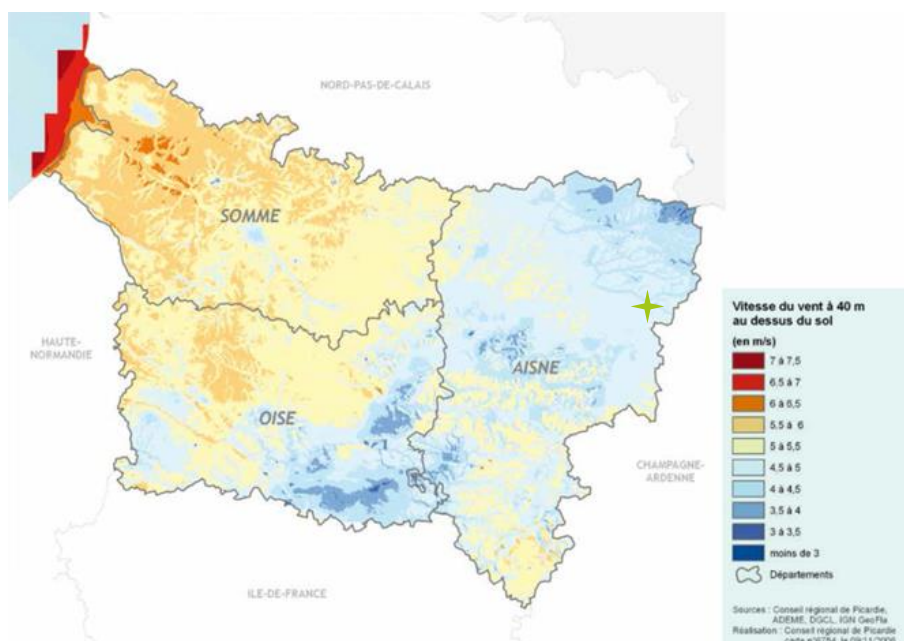 NORD-PAS-DE-CALAIS
SOMME
HAUTE-
NORMANDIE
AISNE
OISE
CHAMPAGNE-
ARDENNE
ILE-DE-FRANCE
Vitesse du vent à 40 m
au dessus du sol
(en m/s)
7 à 7,5
6,5 à 7
6 à 6,5
5,5 à 6
5 à 5,5
4,5 à 5
4 à 4,5
3,5 à 4
3 à 3,5
moins de 3
Départements
Sources : Conseil régional de Picardie,
ADEME, DGCL, IGN GeoFla
Réalisation : Conseil régional de Picardie